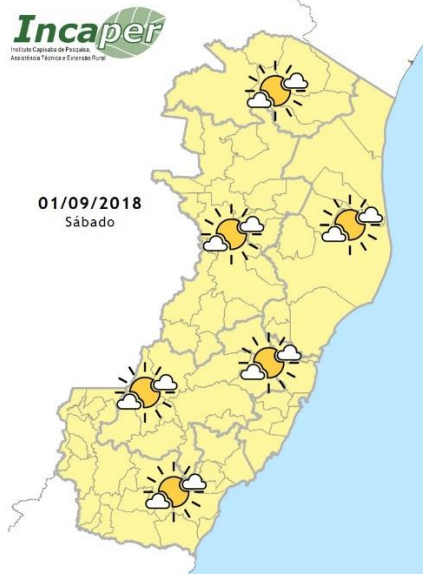 Incaper
Instituto Capixaba de Pesquisa,
Assistência Técnica e Extensão Rural
01/09/2018
Sábado